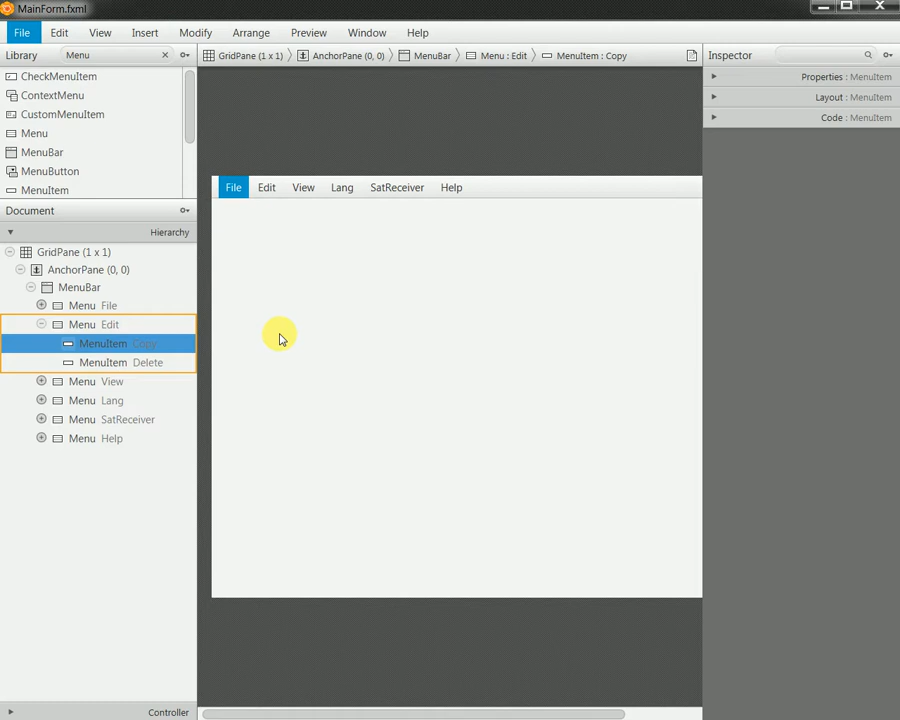 MainForm.fxml
File Edit View Insert Modify Arrange Preview Window Help
Library Menu
GridPane (1 x 1) AnchorPane (0, 0) MenuBar Menu : Edit MenuItem : Copy
Inspector
CheckMenuItem
ContextMenu
CustomMenuItem
Menu
MenuBar
MenuButton
MenuItem
Properties : MenuItem
Layout : MenuItem
Code : MenuItem
File Edit View Lang SatReceiver Help
Document
Hierarchy
GridPane (1 x 1)
AnchorPane (0, 0)
MenuBar
Menu File
Menu Edit
MenuItem Copy
MenuItem Delete
Menu View
Menu Lang
Menu SatReceiver
Menu Help
Controller